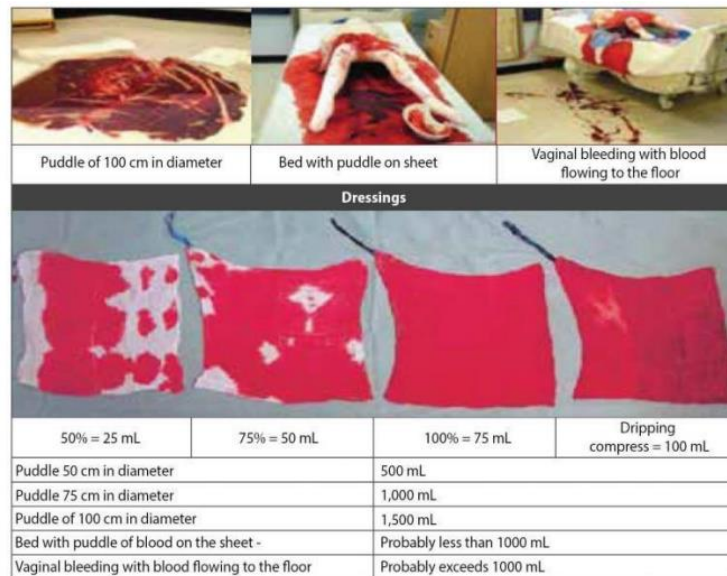 Puddle of 100 cm in diameter
Bed with puddle on sheet
Vaginal bleeding with blood
flowing to the floor
Dressings
50% = 25 mL
75% = 50 mL
100% = 75 mL
Dripping
compress = 100 mL
Puddle 50 cm in diameter
500 mL
Puddle 75 cm in diameter
1,000 mL
Puddle of 100 cm in diameter
1,500 mL
Bed with puddle of blood on the sheet -
Probably less than 1000 mL
Vaginal bleeding with blood flowing to the floor
Probably exceeds 1000 mL